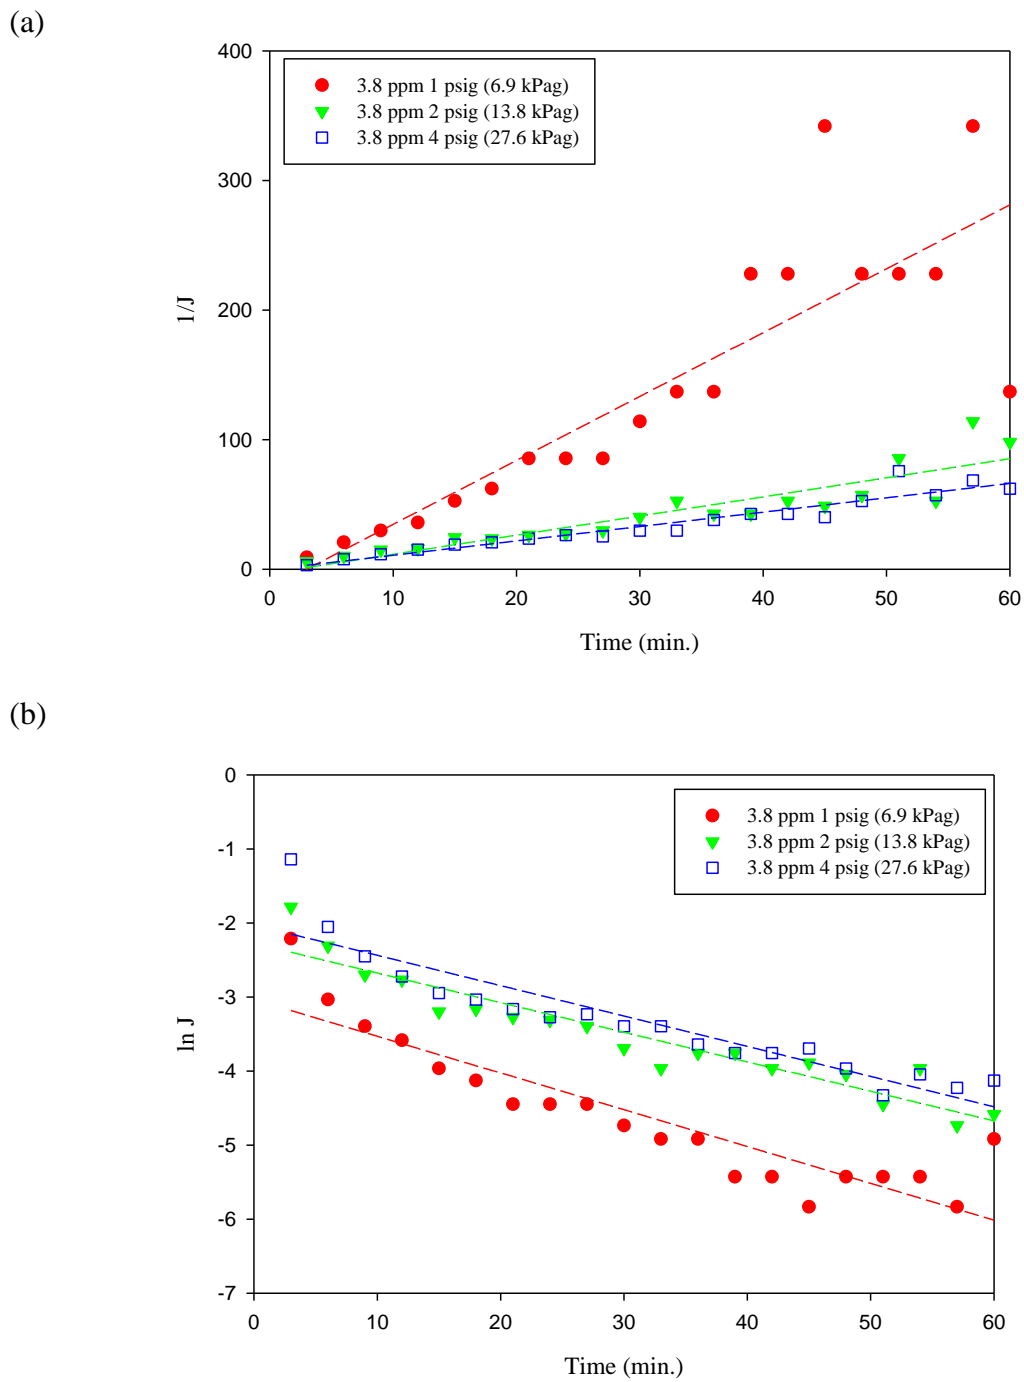 (a)
400
300
200
100
0
1/J
3.8 ppm 1 psig (6.9 kPag)
3.8 ppm 2 psig (13.8 kPag)
3.8 ppm 4 psig (27.6 kPag)
0 10 20 30 40 50 60
Time (min.)
(b)
0
-1
-2
-3
-4
-5
-6
-7
ln J
3.8 ppm 1 psig (6.9 kPag)
3.8 ppm 2 psig (13.8 kPag)
3.8 ppm 4 psig (27.6 kPag)
0 10 20 30 40 50 60
Time (min.)